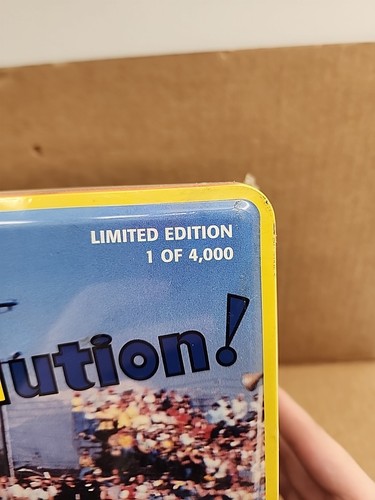 LIMITED EDITION
1 OF 4,000
ution!